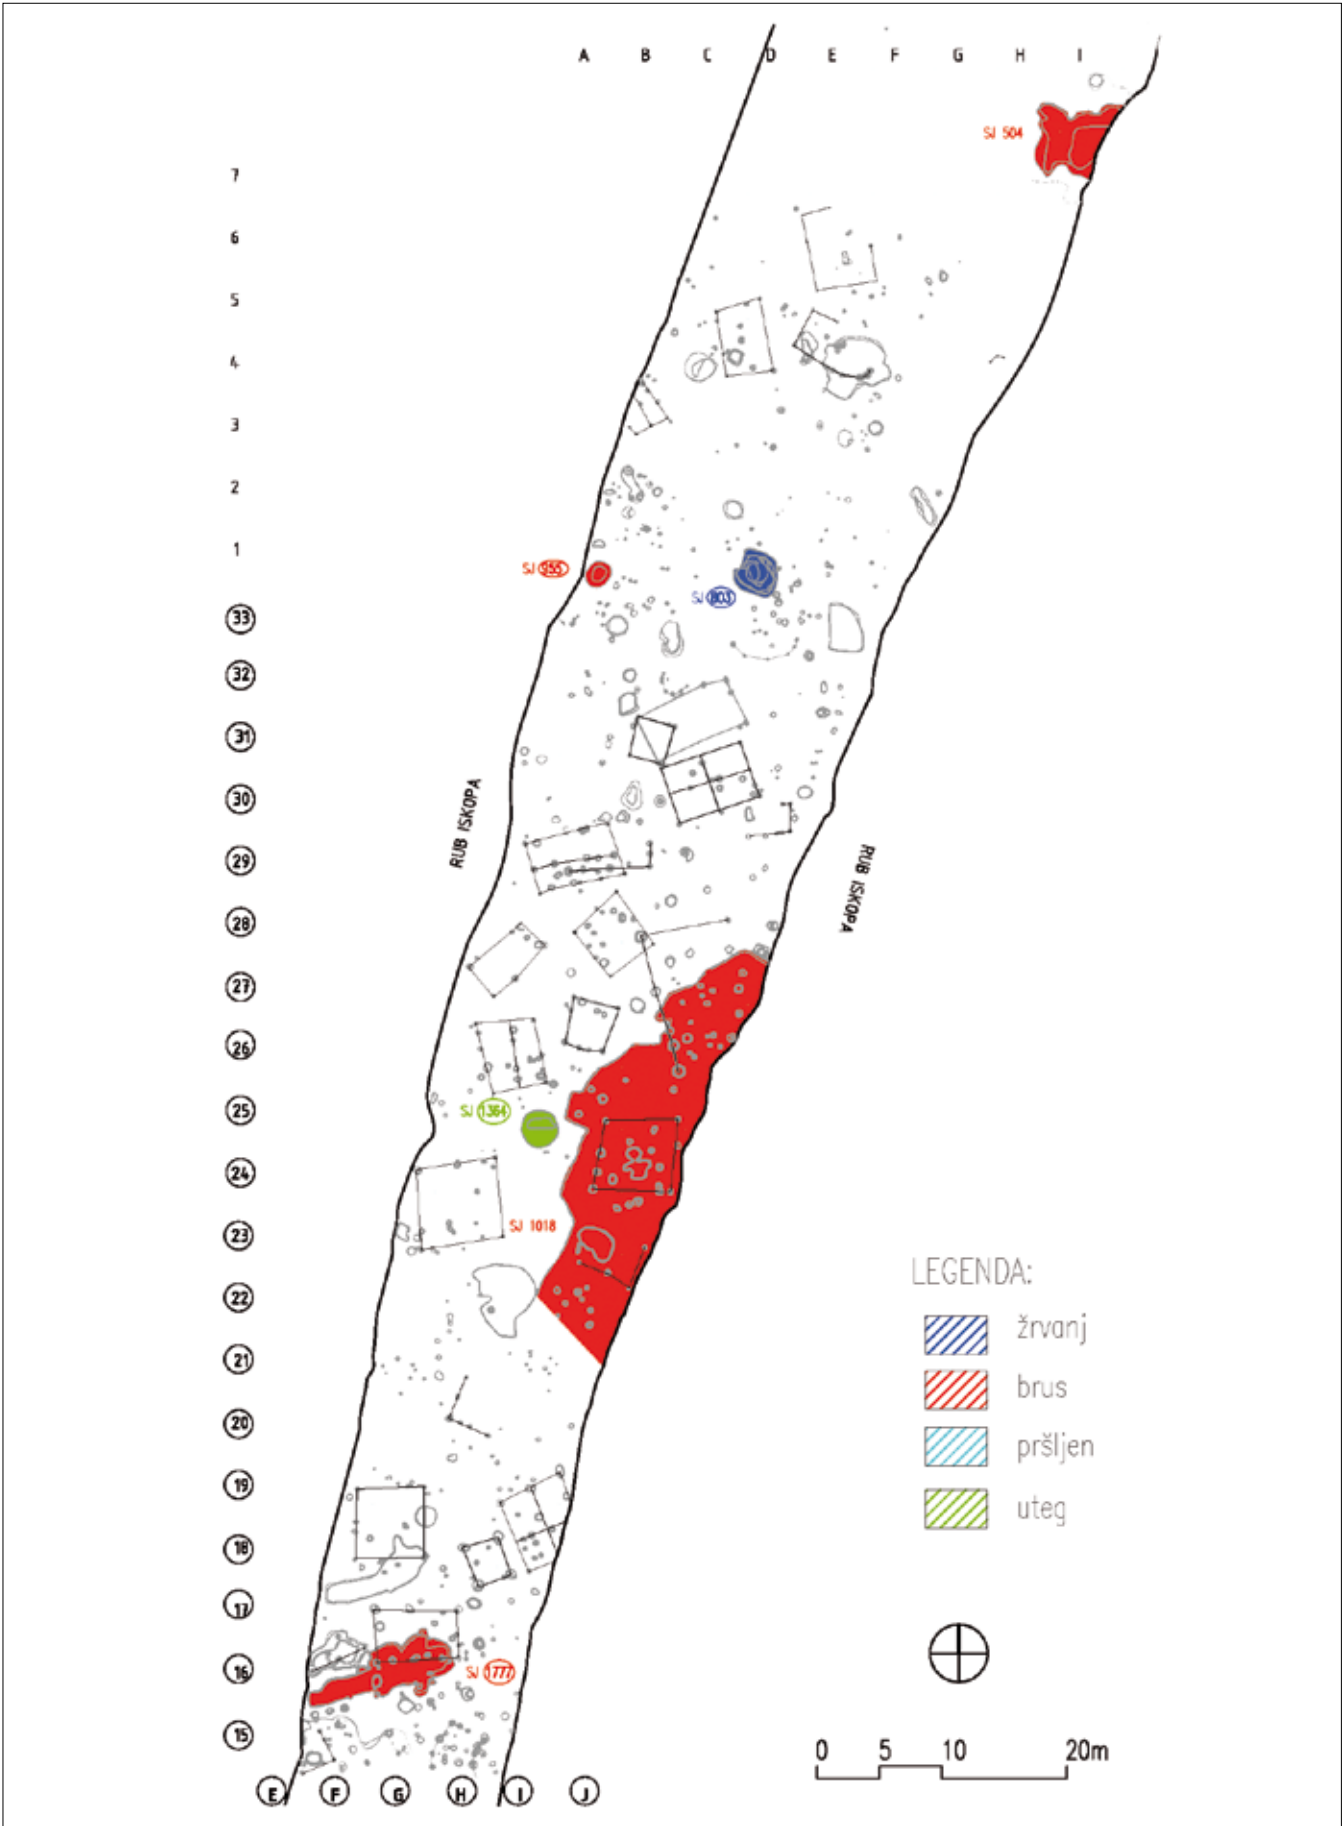 A B C D E F G H I
SJ 504
7
6
5
4
3
2
1
SJ 955
SJ 803
33
32
31
30
RUB ISKOPA
29
RUB ISKOPA
28
27
26
25
SJ 1364
24
23
SJ 1018
22
21
20
19
18
17
16
SJ 1777
15
E F G H I J
LEGENDA:
žrvanj
brus
pršljen
uteg
0 5 10 20m